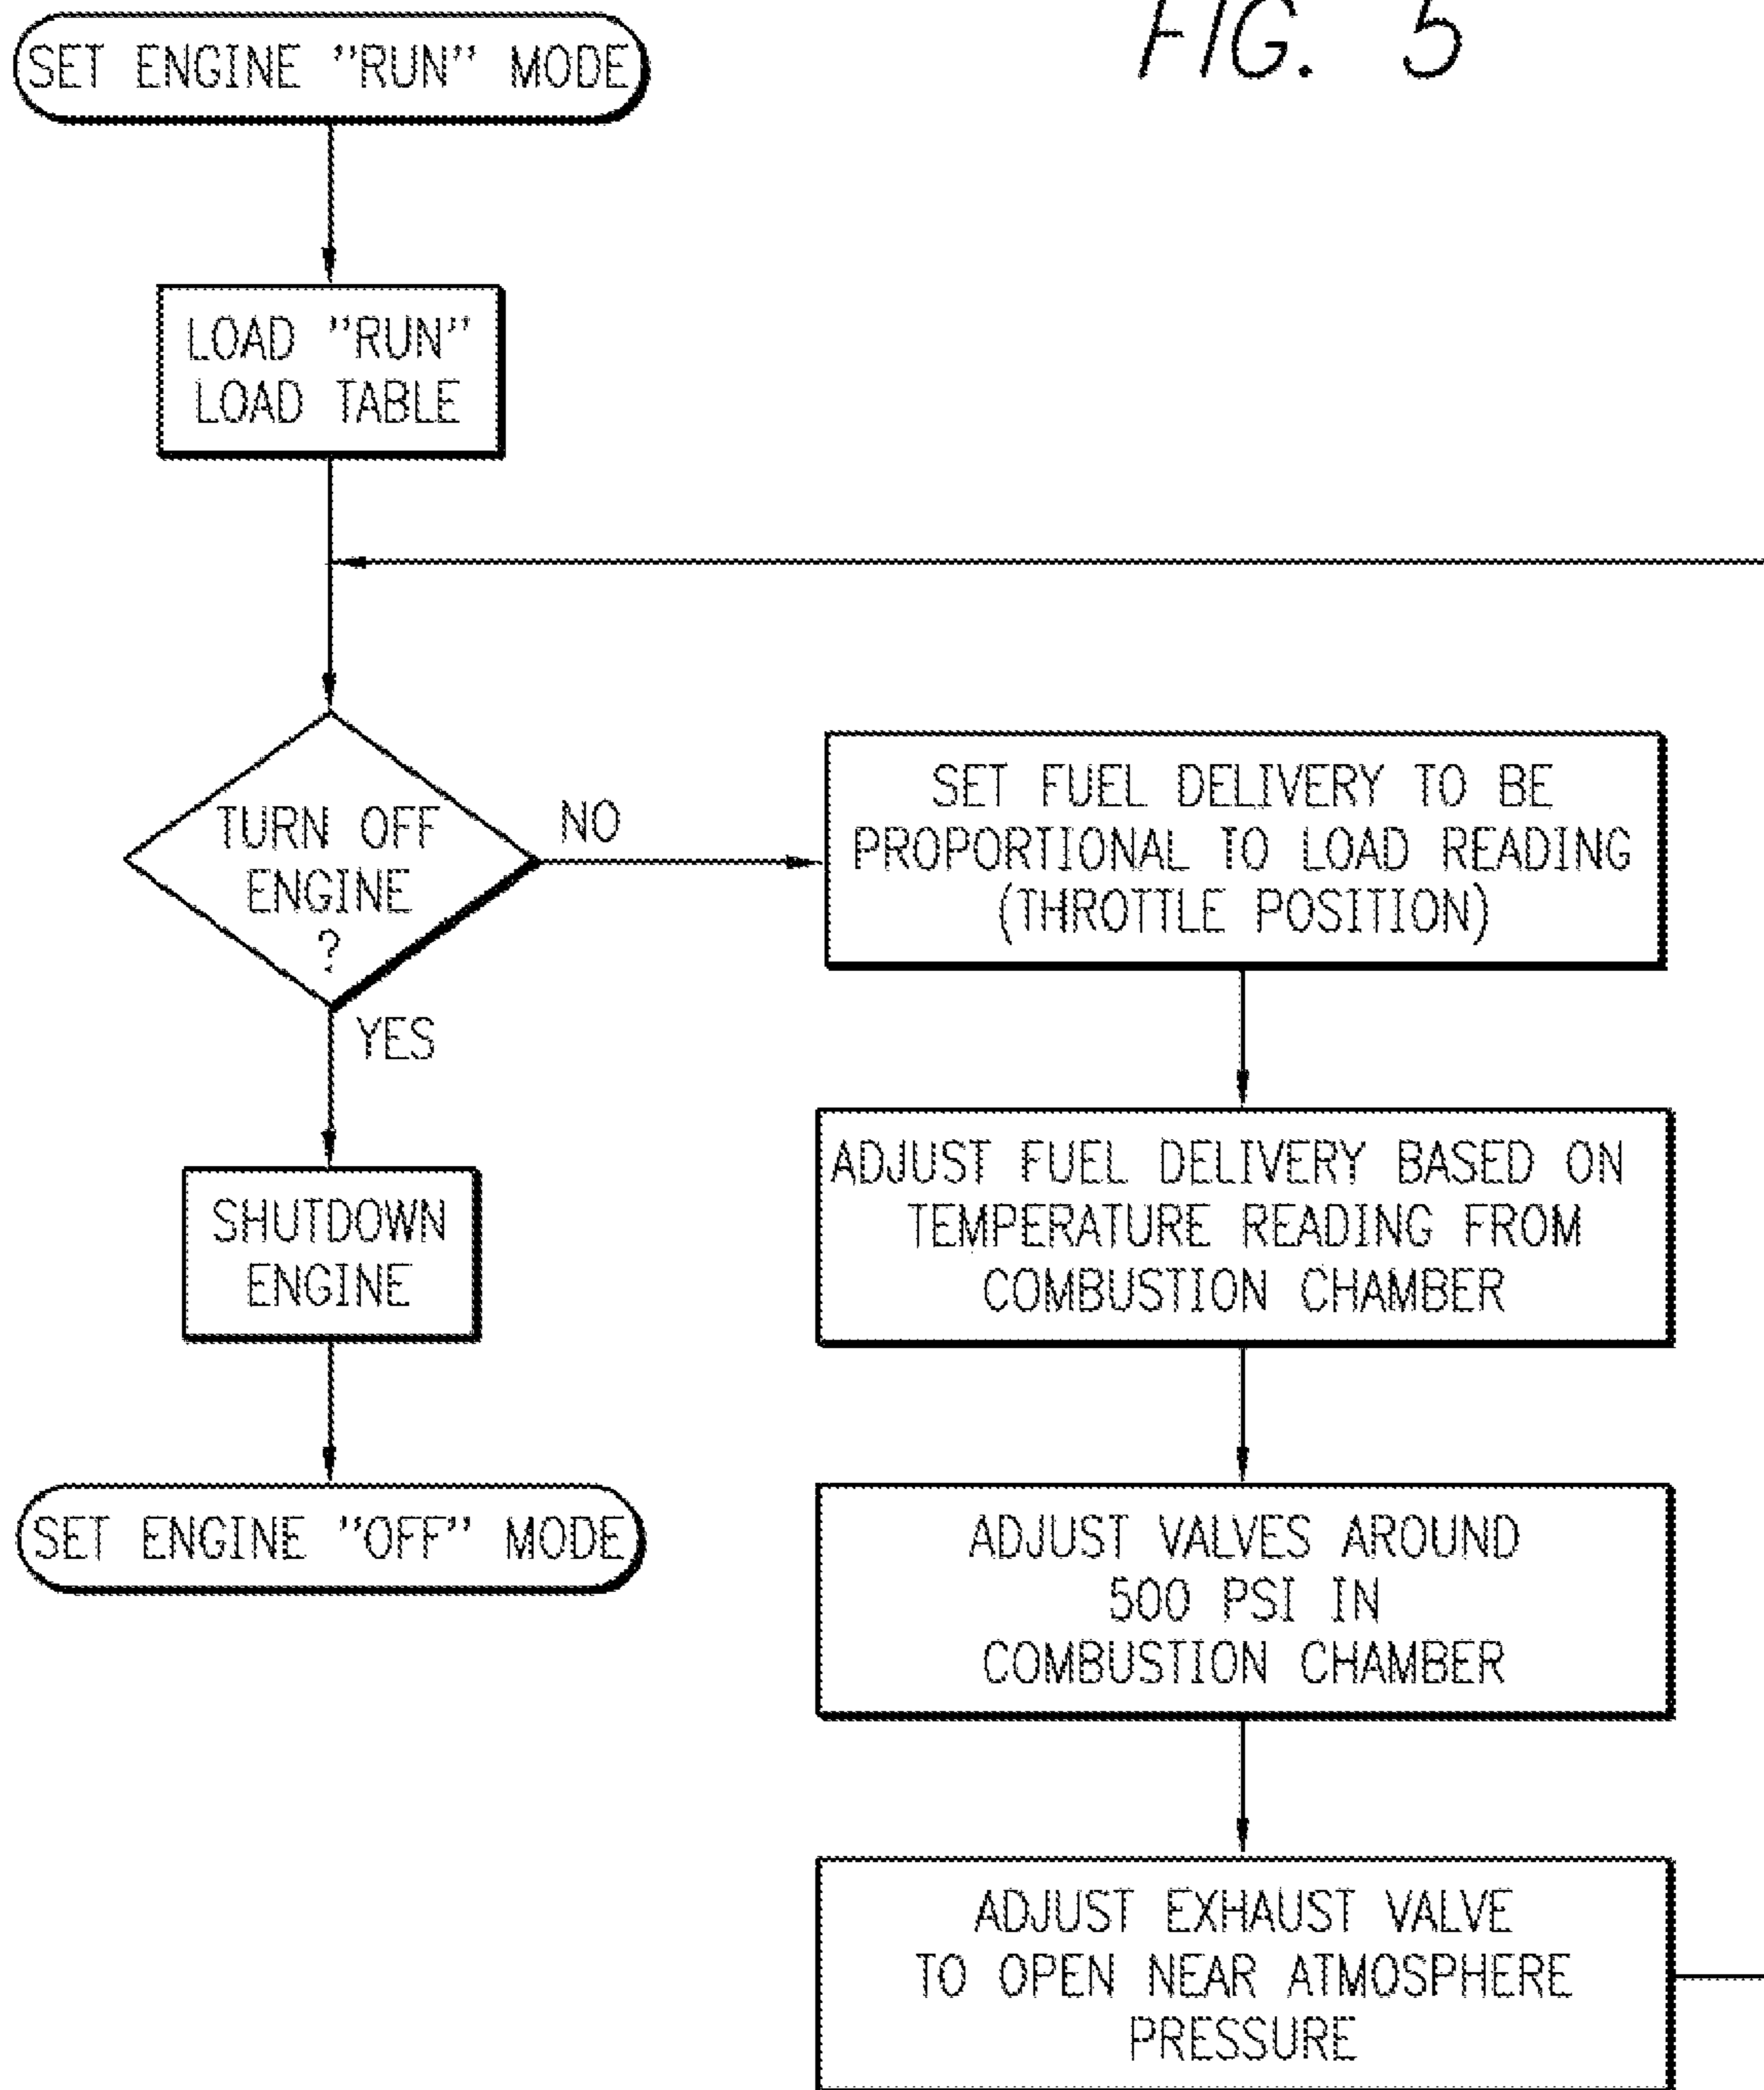 FIG. 5
SET ENGINE "RUN" MODE
LOAD "RUN"
LOAD TABLE
TURN OFF
ENGINE
?
NO
YES
SHUTDOWN
ENGINE
SET ENGINE "OFF" MODE
SET FUEL DELIVERY TO BE
PROPORTIONAL TO LOAD READING
(THROTTLE POSITION)
ADJUST FUEL DELIVERY BASED ON
TEMPERATURE READING FROM
COMBUSTION CHAMBER
ADJUST VALVES AROUND
500 PSI IN
COMBUSTION CHAMBER
ADJUST EXHAUST VALVE
TO OPEN NEAR ATMOSPHERE
PRESSURE